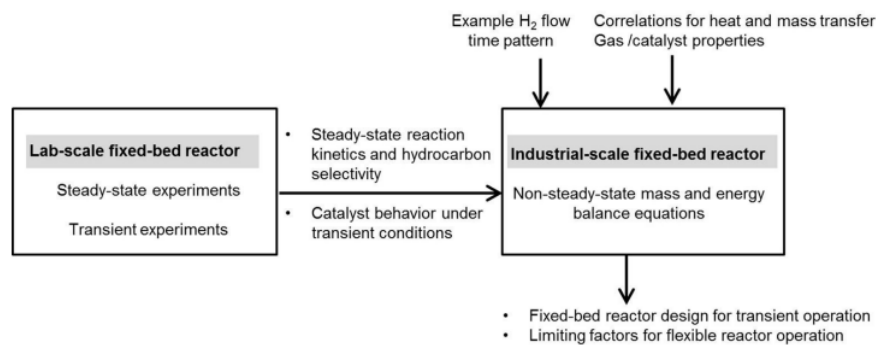 Example H₂ flow
time pattern
Correlations for heat and mass transfer
Gas /catalyst properties
Lab-scale fixed-bed reactor
Steady-state experiments
Transient experiments
• Steady-state reaction
kinetics and hydrocarbon
selectivity
• Catalyst behavior under
transient conditions
Industrial-scale fixed-bed reactor
Non-steady-state mass and energy
balance equations
• Fixed-bed reactor design for transient operation
• Limiting factors for flexible reactor operation